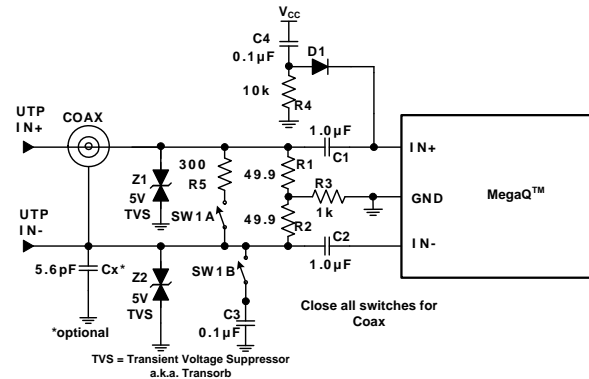 VCC
C4
0.1µF
D1
10k
R4
UTP
IN+
COAX
1.0µF
C1
IN+
300
R5
49.9
R1
R3
1k
GND
MegaQ™
Z1
5V
TVS
SW1A
49.9
R2
UTP
IN-
C2
1.0µF
IN-
5.6pF
Cx*
*optional
Z2
5V
TVS
SW1B
C3
0.1µF
Close all switches for
Coax
TVS = Transient Voltage Suppressor
a.k.a. Transorb